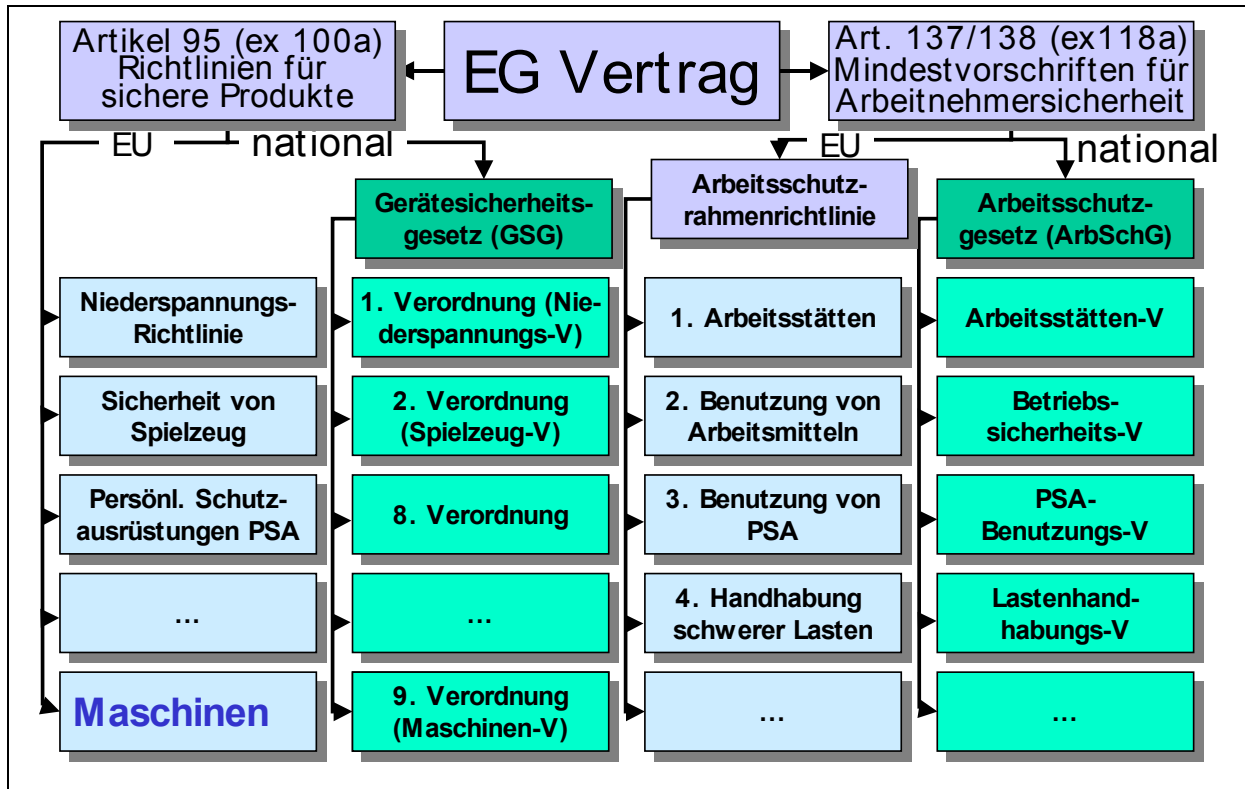 Artikel 95 (ex 100a)
Richtlinien für
sichere Produkte
EG Vertrag
Art. 137/138 (ex118a)
Mindestvorschriften für
Arbeitnehmersicherheit
EU
national
EU
national
Gerätesicherheits-
gesetz (GSG)
Arbeitsschutz-
rahmenrichtlinie
Arbeitsschutz-
gesetz (ArbSchG)
Niederspannungs-
Richtlinie
1. Verordnung (Nie-
derspannungs-V)
1. Arbeitsstätten
Arbeitsstätten-V
Sicherheit von
Spielzeug
2. Verordnung
(Spielzeug-V)
2. Benutzung von
Arbeitsmitteln
Betriebs-
sicherheits-V
Persönl. Schutz-
ausrüstungen PSA
8. Verordnung
3. Benutzung von
PSA
PSA-
Benutzungs-V
...
...
4. Handhabung
schwerer Lasten
Lastenhand-
habungs-V
Maschinen
9. Verordnung
(Maschinen-V)
...
...